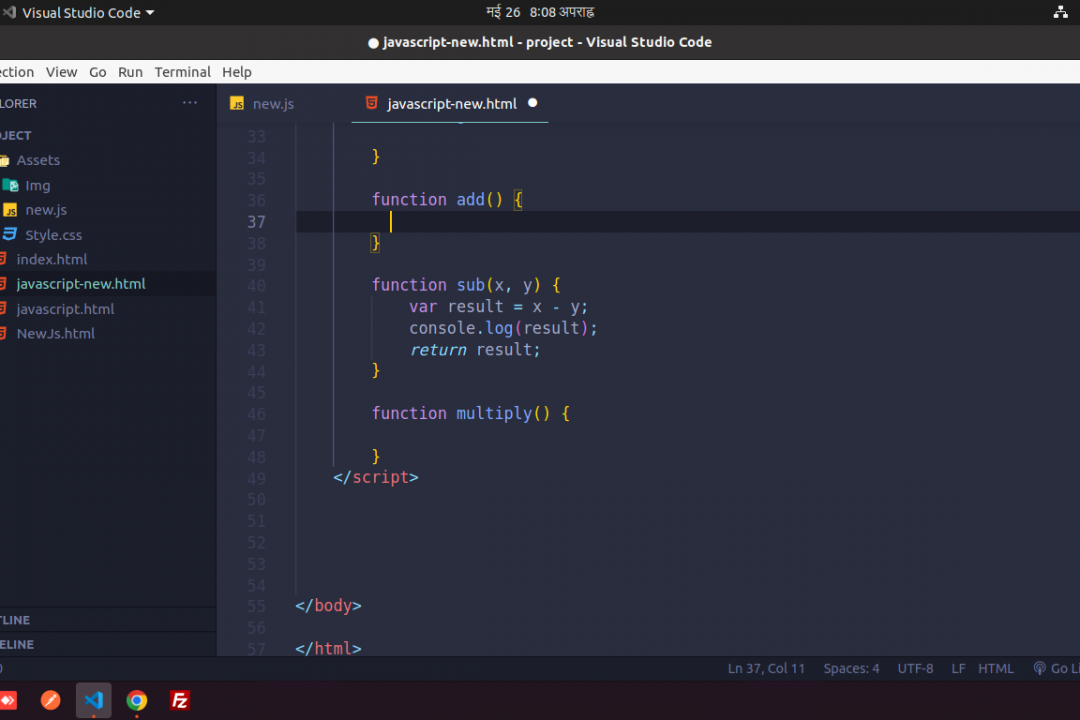 Visual Studio Code
मई 26 8:08 अपराह्न
javascript-new.html - project - Visual Studio Code
ction View Go Run Terminal Help
LORER ...
JECT
Assets
Img
new.js
Style.css
index.html
javascript-new.html
javascript.html
NewJs.html
TLINE
ELINE
JS new.js
javascript-new.html
33
34 }
35
36 function add() {
37
38 }
39
40 function sub(x, y) {
41 var result = x - y;
42 console.log(result);
43 return result;
44 }
45
46 function multiply() {
47
48 }
49 </script>
50
51
52
53
54
55 </body>
56
57 </html>
Ln 37, Col 11 Spaces: 4 UTF-8 LF HTML Go Li